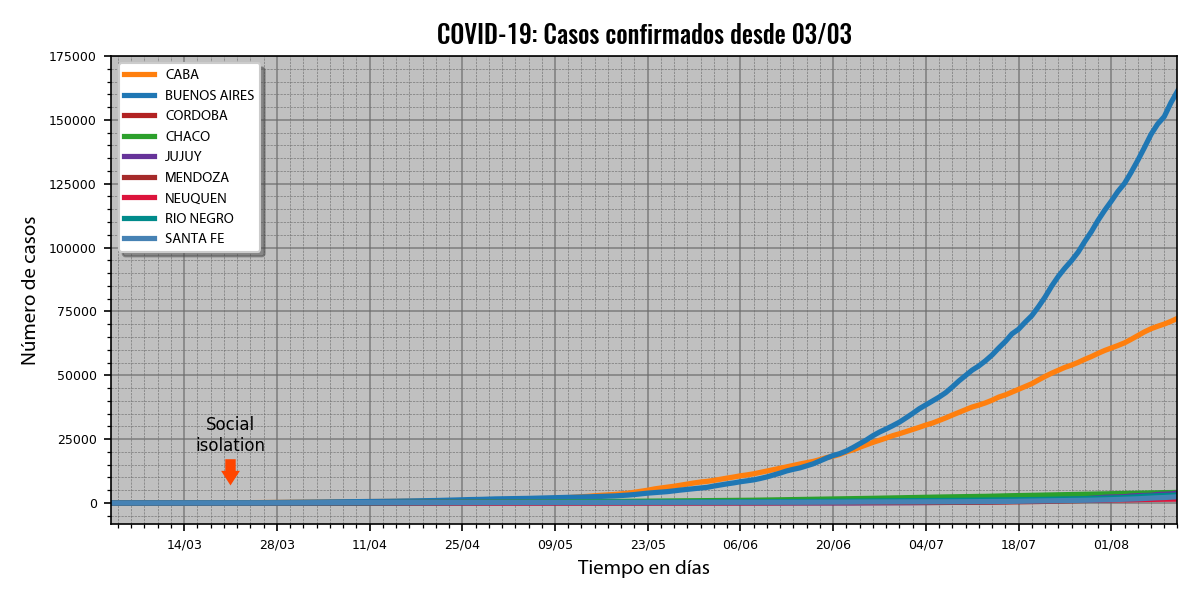 COVID-19: Casos confirmados desde 03/03
175000
150000
125000
100000
75000
50000
25000
0
Número de casos
CABA
BUENOS AIRES
CORDOBA
CHACO
JUJUY
MENDOZA
NEUQUEN
RIO NEGRO
SANTA FE
Social
isolation
14/03 28/03 11/04 25/04 09/05 23/05 06/06 20/06 04/07 18/07 01/08
Tiempo en días